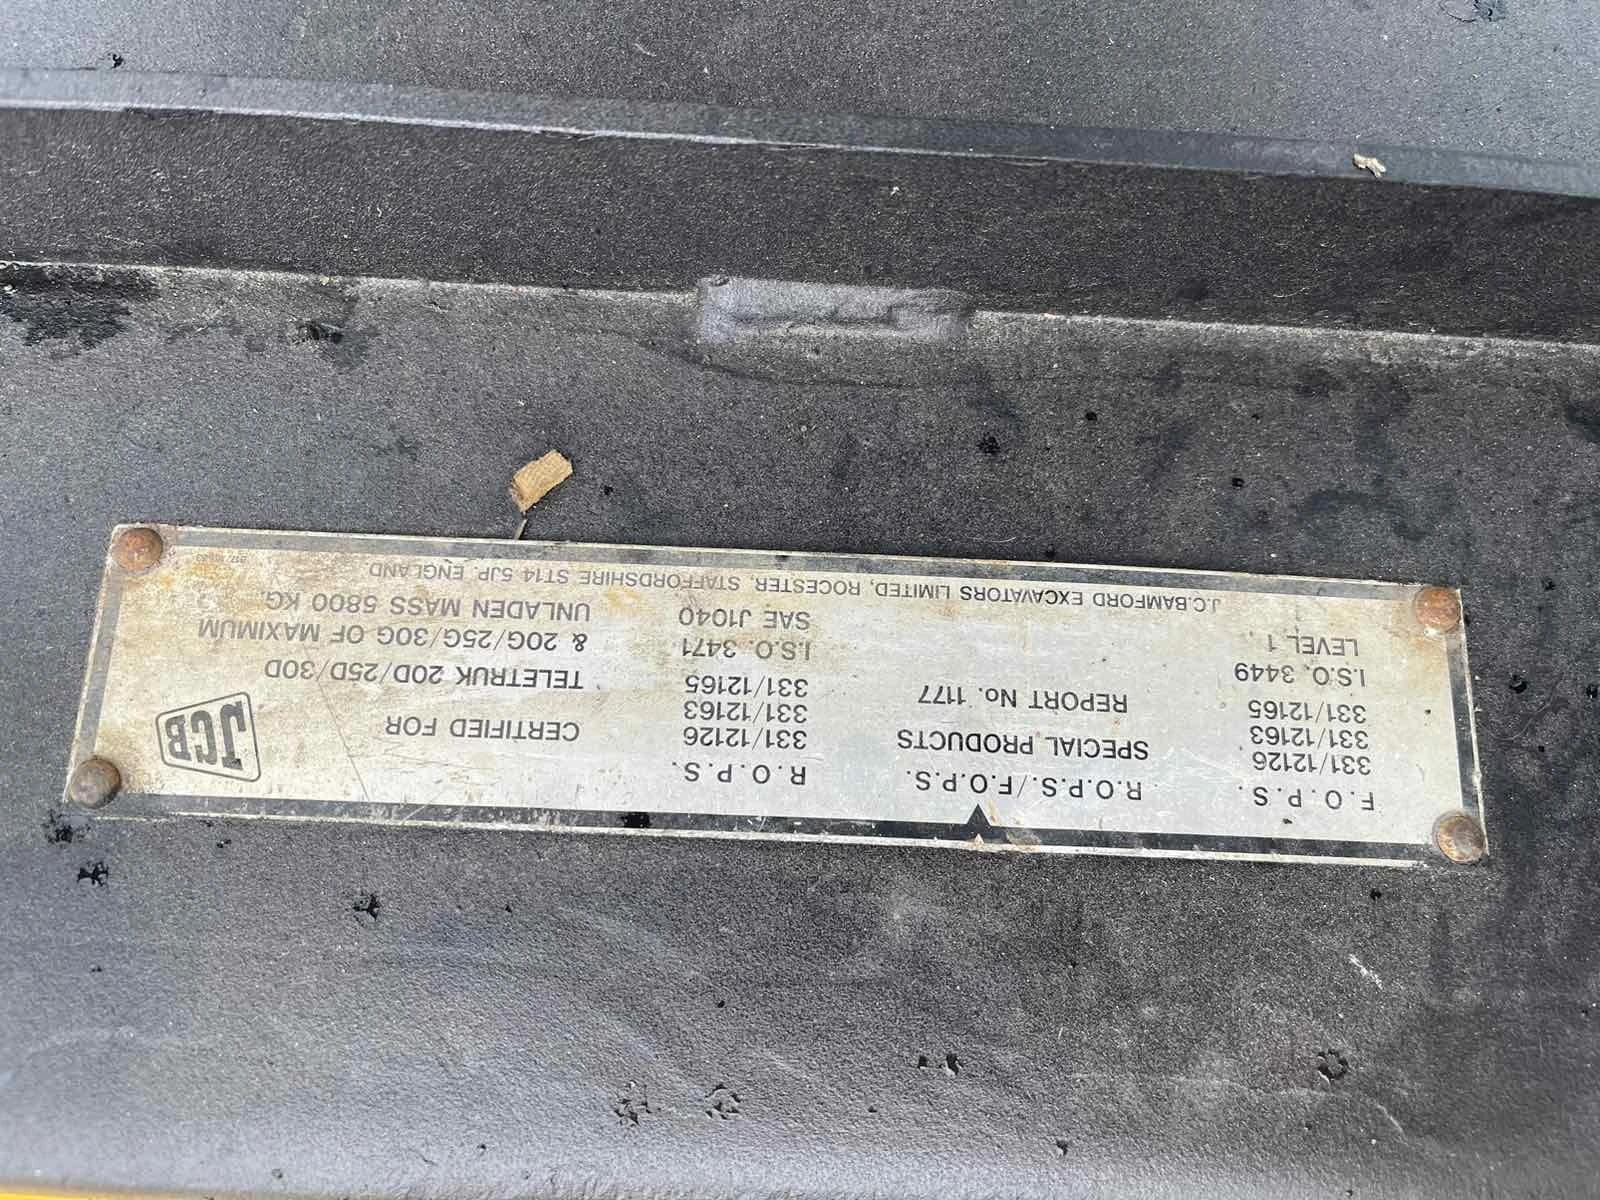 F.O.P.S.
331/12126
331/12163
331/12165
I.S.O. 3449
LEVEL 1
R.O.P.S./F.O.P.S.
SPECIAL PRODUCTS
REPORT No. 1177
R.O.P.S.
331/12126
331/12163
331/12165
I.S.O. 3471
SAE J1040
CERTIFIED FOR
TELETRUK 20D/25D/30D
& 20G/25G/30G OF MAXIMUM
UNLADEN MASS 5800 KG.
JCB
J.C.BAMFORD EXCAVATORS LIMITED, ROCESTER, STAFFORDSHIRE ST14 5JP. ENGLAND